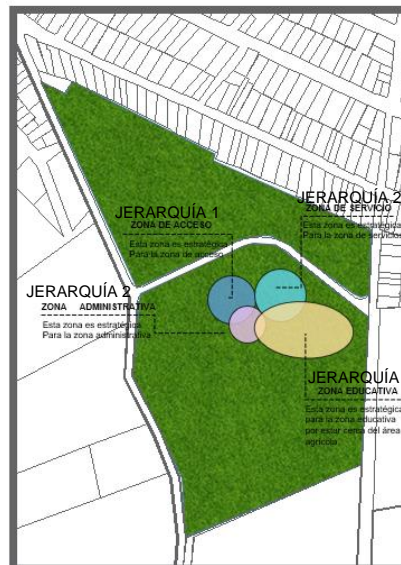 JERARQUÍA 2
ZONA DE SERVICIO
Esta zona es estratégica
Para la zona de servicio
JERARQUÍA 1
ZONA DE ACCESO
Esta zona es estratégica
Para la zona de acceso
JERARQUÍA 2
ZONA ADMINISTRATIVA
Esta zona es estratégica
Para la zona administrativa
JERARQUÍA
ZONA EDUCATIVA
Esta zona es estratégica
para la zona educativa
por estar cerca del área
agrícola.